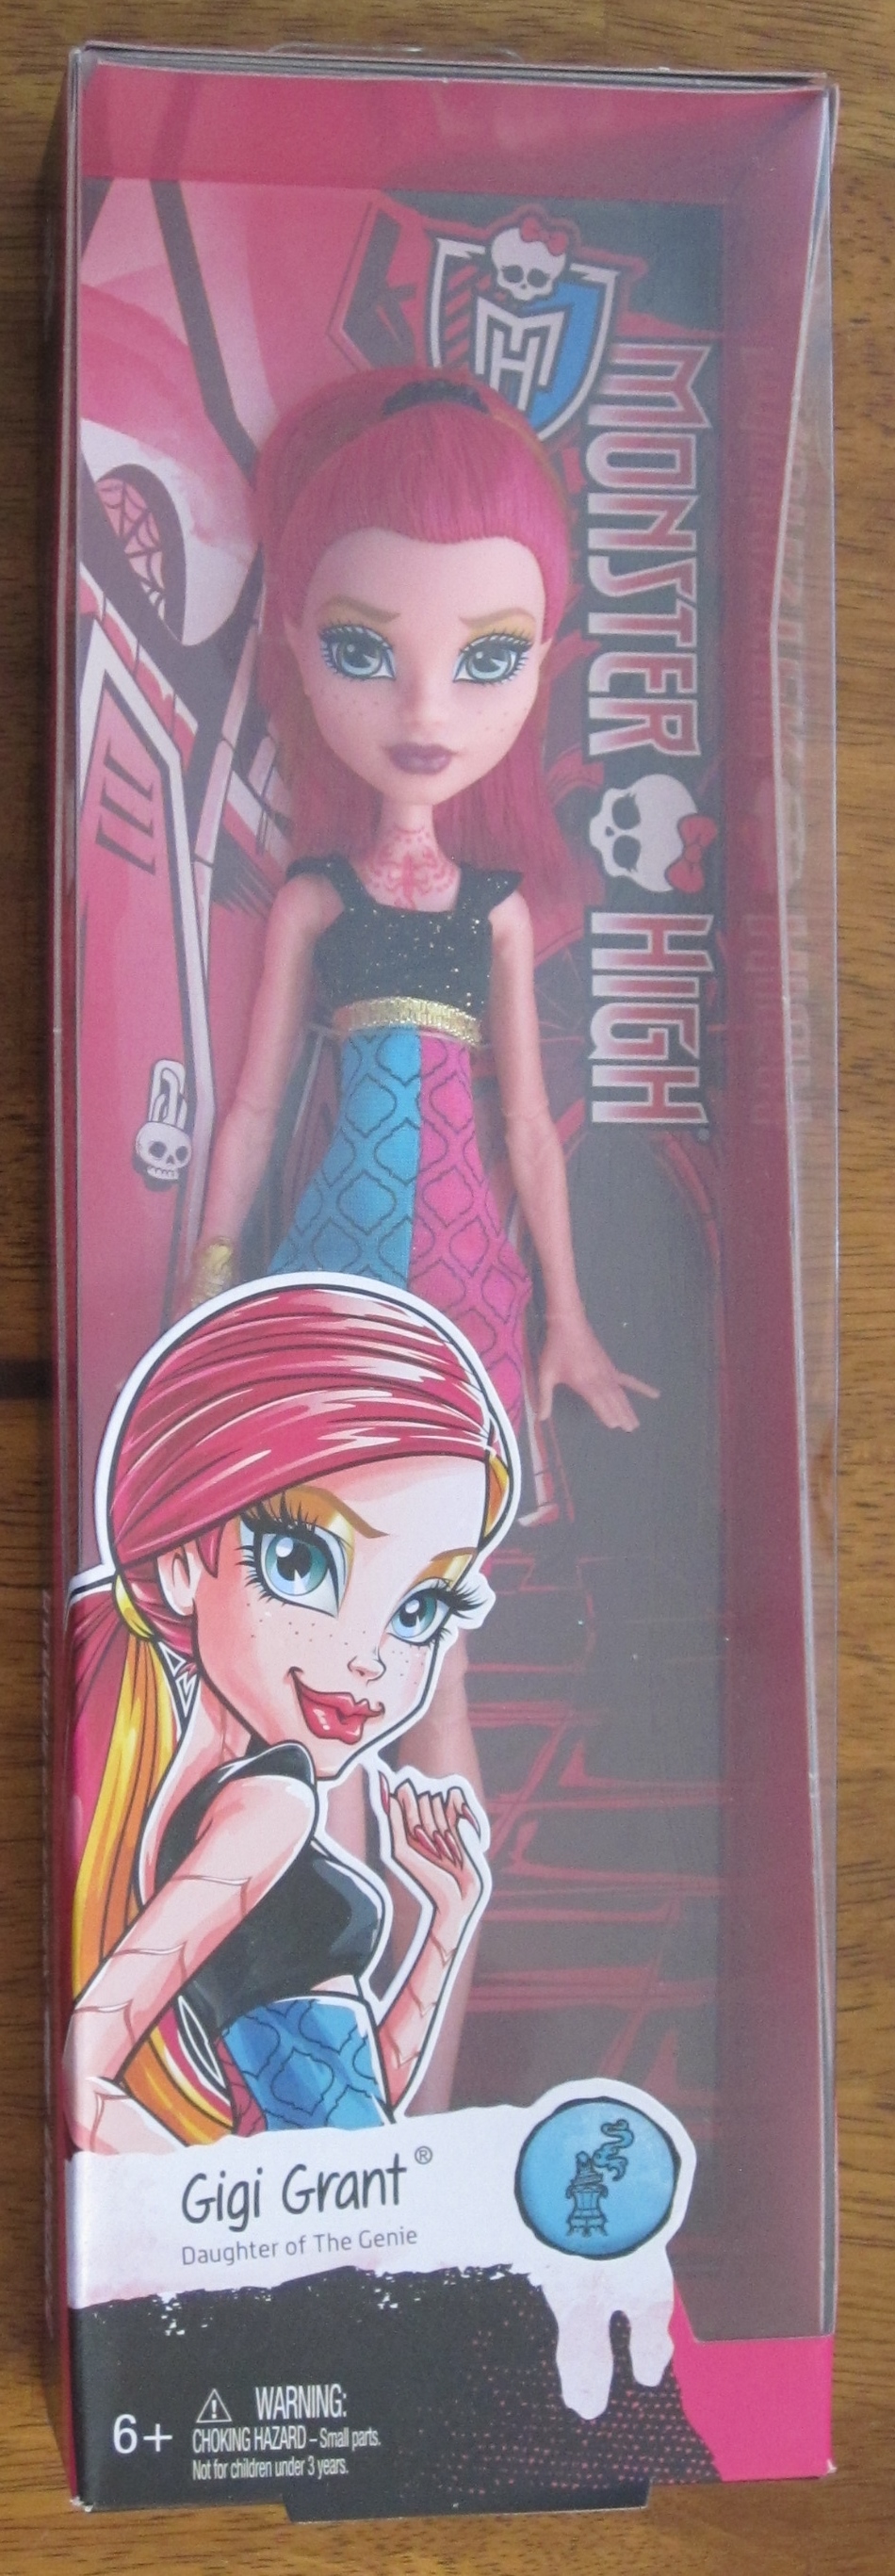 MH
MONSTER HIGH
Gigi Grant®
Daughter of The Genie
6+
WARNING:
CHOKING HAZARD – Small parts.
Not for children under 3 years.